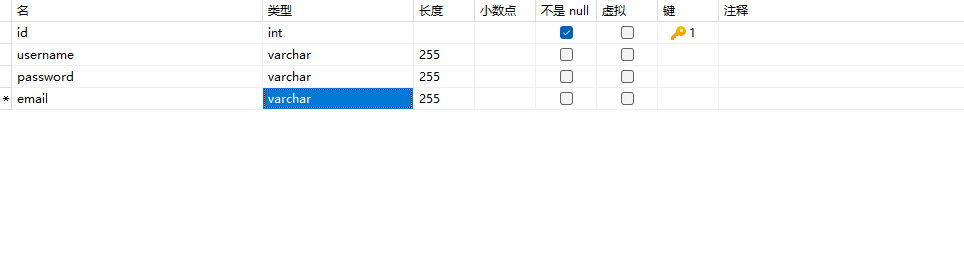 名 类型 长度 小数点 不是 null 虚拟 键 注释
id int 1
username varchar 255
password varchar 255
* email varchar 255